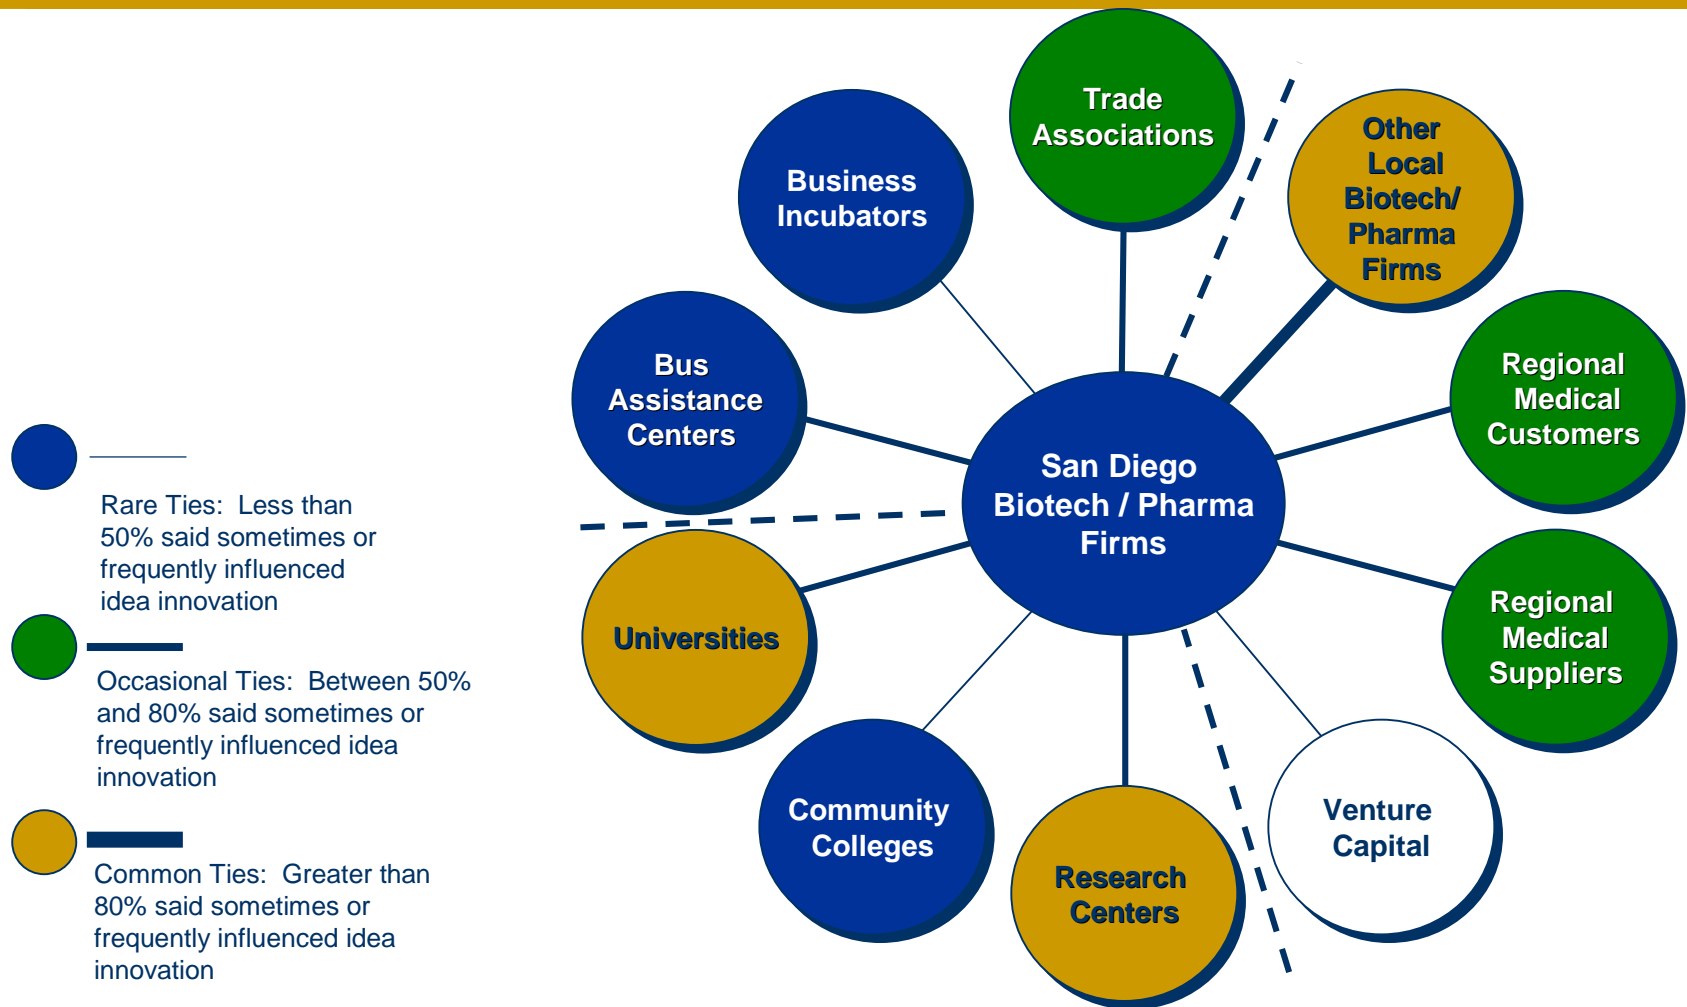 Trade
Associations
Other
Local
Biotech/
Pharma
Firms
Business
Incubators
Regional
Medical
Customers
Bus
Assistance
Centers
San Diego
Biotech / Pharma
Firms
Universities
Regional
Medical
Suppliers
Community
Colleges
Research
Centers
Venture
Capital
Rare Ties: Less than
50% said sometimes or
frequently influenced
idea innovation
Occasional Ties: Between 50%
and 80% said sometimes or
frequently influenced idea
innovation
Common Ties: Greater than
80% said sometimes or
frequently influenced idea
innovation